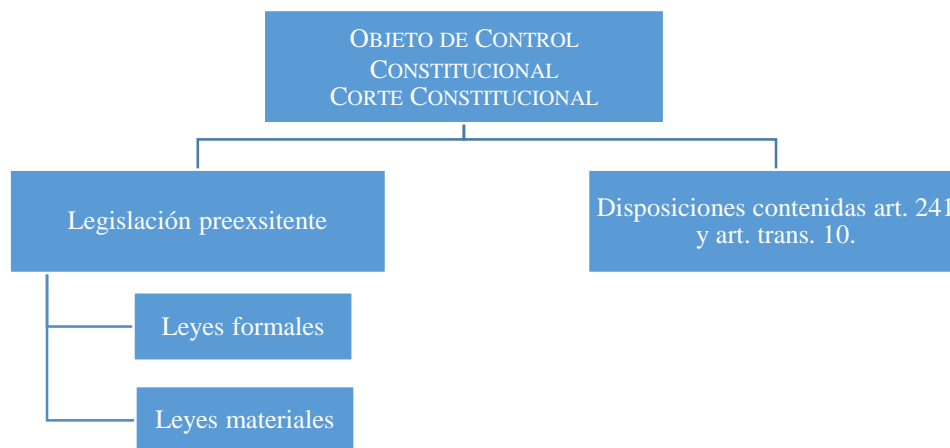 OBJETO DE CONTROL
CONSTITUCIONAL
CORTE CONSTITUCIONAL
Legislación preexsitente
Disposiciones contenidas art. 241
y art. trans. 10.
Leyes formales
Leyes materiales